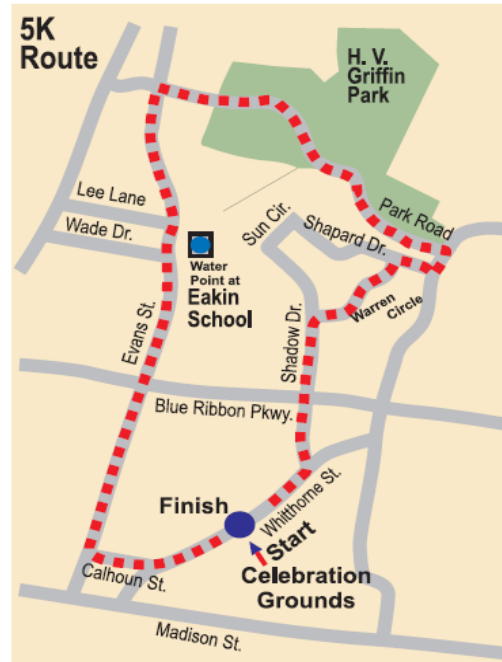 5K
Route
H. V.
Griffin
Park
Lee Lane
Wade Dr.
Sun Cir.
Shapard Dr.
Park Road
Water
Point at
Eakin
School
Evans St.
Shadow Dr.
Warren
Circle
Blue Ribbon Pkwy.
Finish
Whitthorne St.
Start
Calhoun St.
Celebration
Grounds
Madison St.